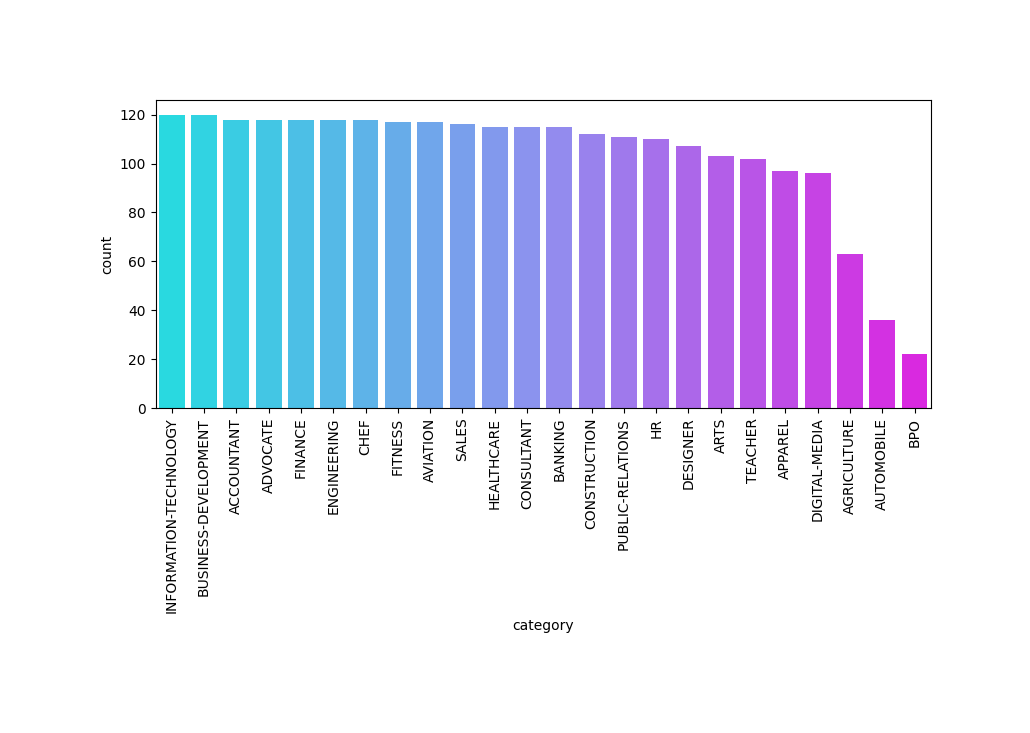 120
100
80
60
40
20
0
count
INFORMATION-TECHNOLOGY
BUSINESS-DEVELOPMENT
ACCOUNTANT
ADVOCATE
FINANCE
ENGINEERING
CHEF
FITNESS
AVIATION
SALES
HEALTHCARE
CONSULTANT
BANKING
CONSTRUCTION
PUBLIC-RELATIONS
HR
DESIGNER
ARTS
TEACHER
APPAREL
DIGITAL-MEDIA
AGRICULTURE
AUTOMOBILE
BPO
category